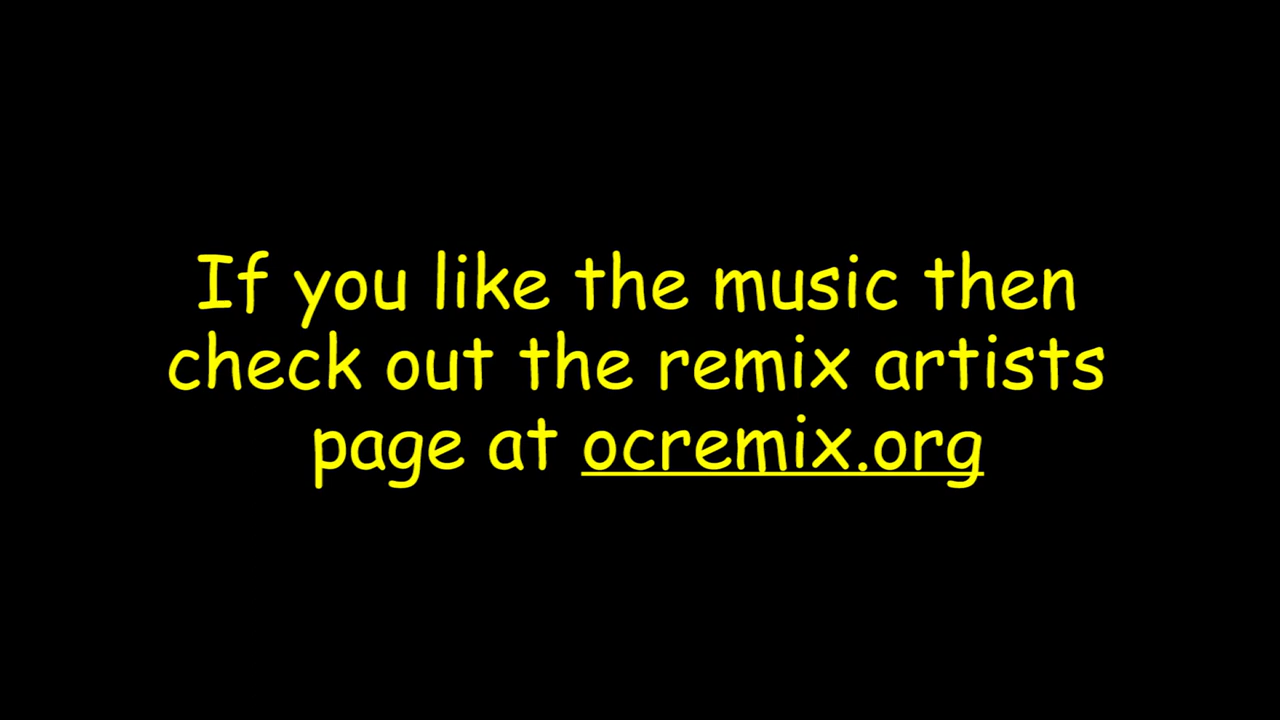 If you like the music then
check out the remix artists
page at ocremix.org